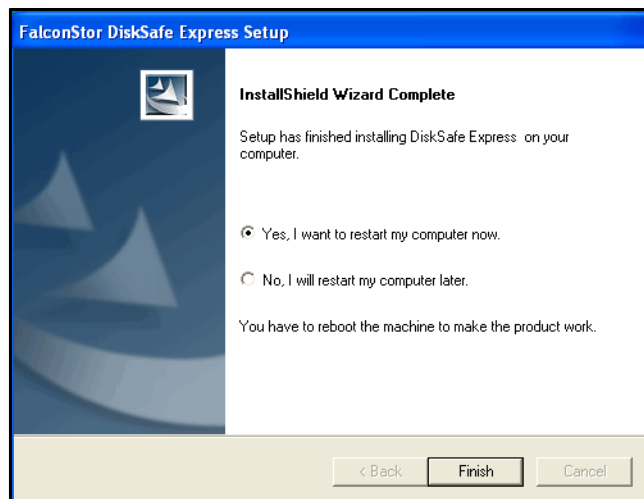 FalconStor DiskSafe Express Setup
InstallShield Wizard Complete
Setup has finished installing DiskSafe Express on your
computer.
Yes, I want to restart my computer now.
No, I will restart my computer later.
You have to reboot the machine to make the product work.
< Back Finish Cancel